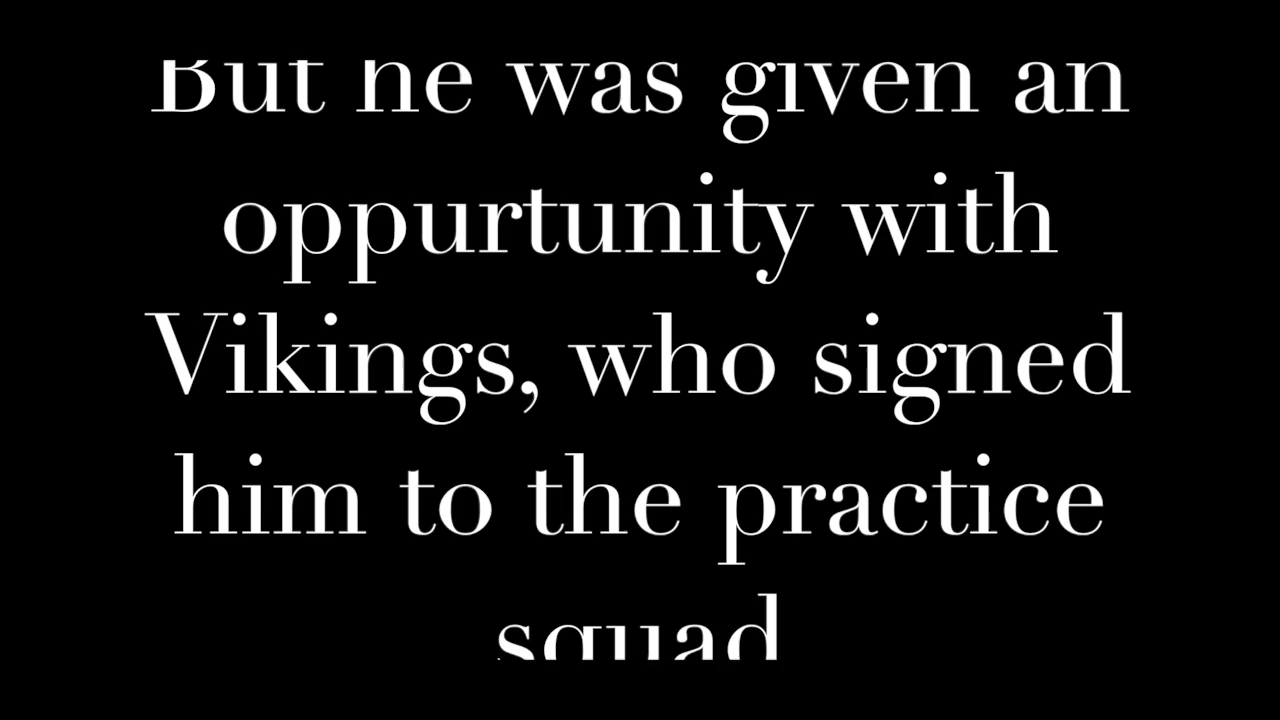 But he was given an
oppurtunity with
Vikings, who signed
him to the practice
squad